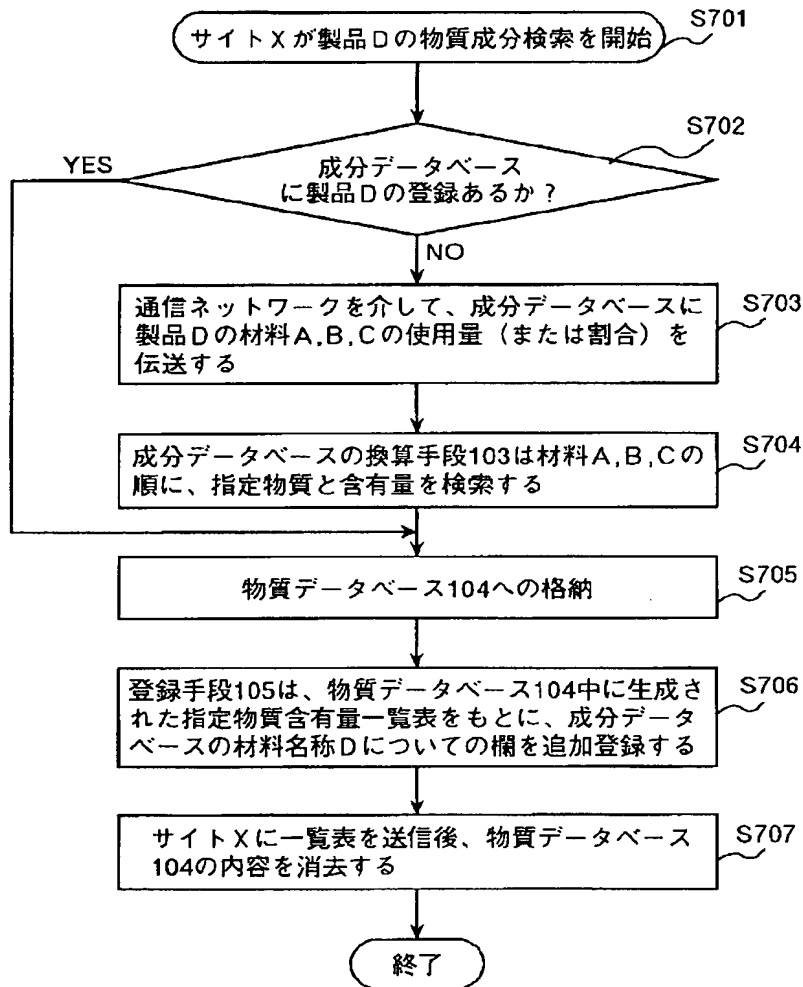 サイトXが製品Dの物質成分検索を開始
S701
S702
YES
成分データベース
に製品Dの登録あるか？
NO
通信ネットワークを介して、成分データベースに
製品Dの材料A,B,Cの使用量（または割合）を
伝送する
S703
成分データベースの換算手段103は材料A,B,Cの
順に、指定物質と含有量を検索する
S704
物質データベース104への格納
S705
登録手段105は、物質データベース104中に生成さ
れた指定物質含有量一覧表をもとに、成分データ
ベースの材料名称Dについての欄を追加登録する
S706
サイトXに一覧表を送信後、物質データベース
104の内容を消去する
S707
終了